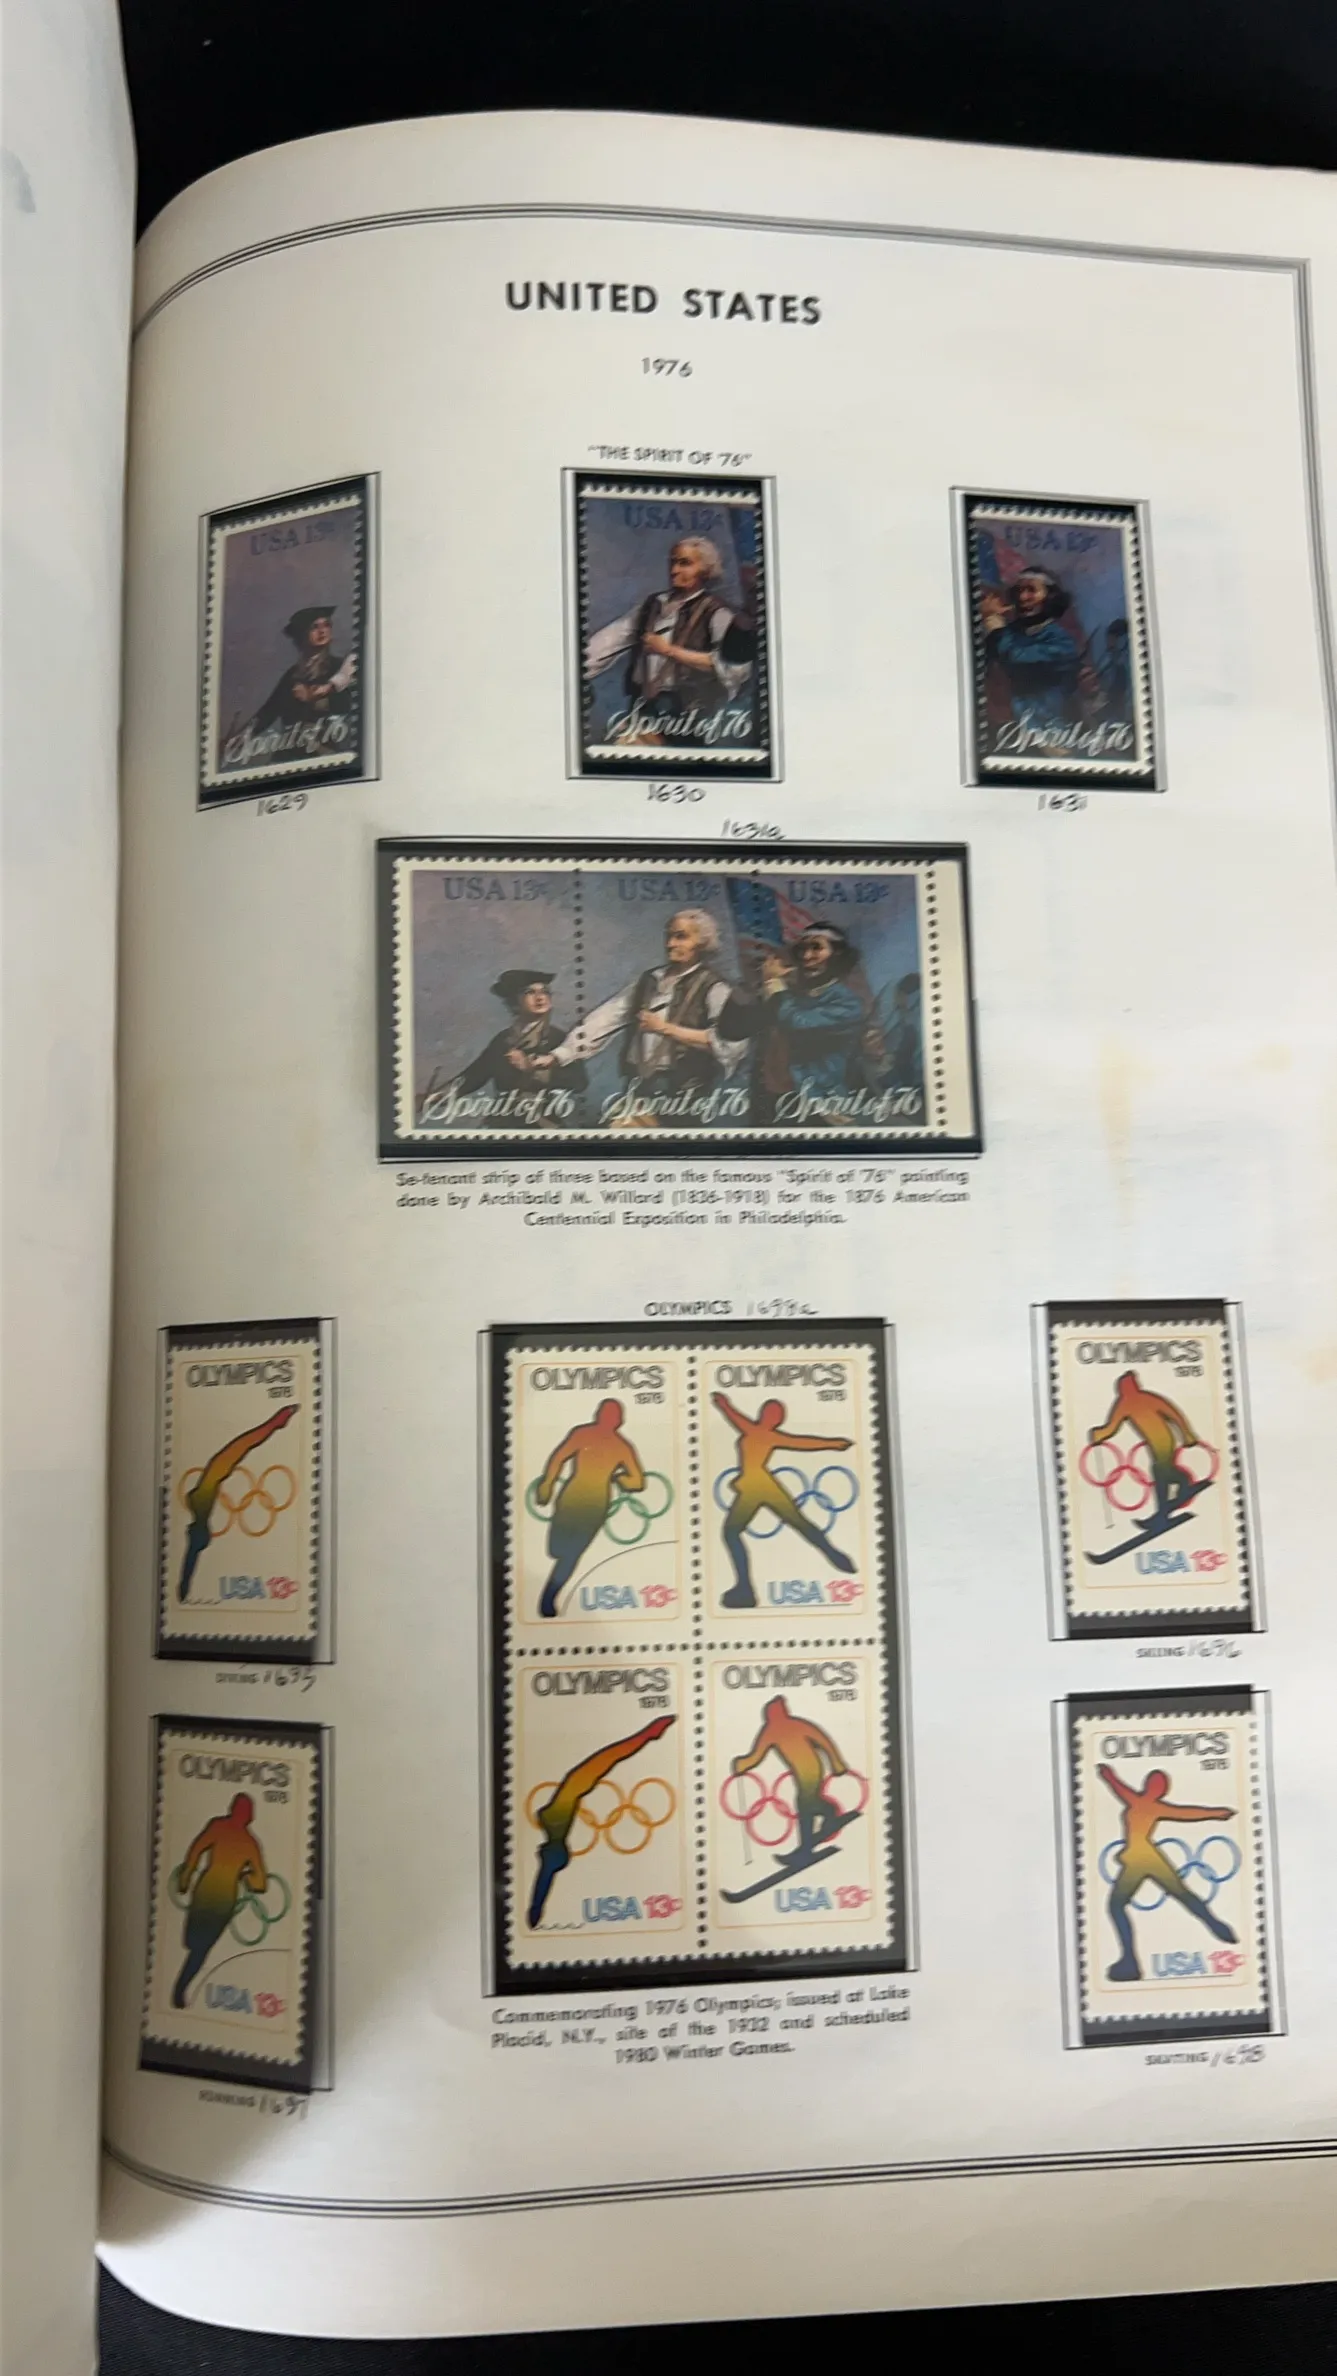 UNITED STATES
1976
"THE SPIRIT OF '76"
USA 13c
Spirit of 76
1629
USA 13c
Spirit of 76
1630
USA 13c
Spirit of 76
1631
1631a
USA 13c USA 13c USA 13c
Spirit of 76 Spirit of 76 Spirit of 76
Se-tenant strip of three based on the famous "Spirit of '76" painting
done by Archibald M. Willard (1836-1918) for the 1876 American
Centennial Exposition in Philadelphia.
OLYMPICS 1698a
OLYMPICS
1976
USA 13c
DIVING 1695
OLYMPICS
1976
USA 13c
RUNNING 1697
OLYMPICS OLYMPICS
1976 1976
USA 13c USA 13c
OLYMPICS OLYMPICS
1976 1976
USA 13c USA 13c
Commemorating 1976 Olympics; issued at Lake
Placid, N.Y., site of the 1932 and scheduled
1980 Winter Games.
OLYMPICS
1976
USA 13c
SKIING 1696
OLYMPICS
1976
USA 13c
SKATING 1698